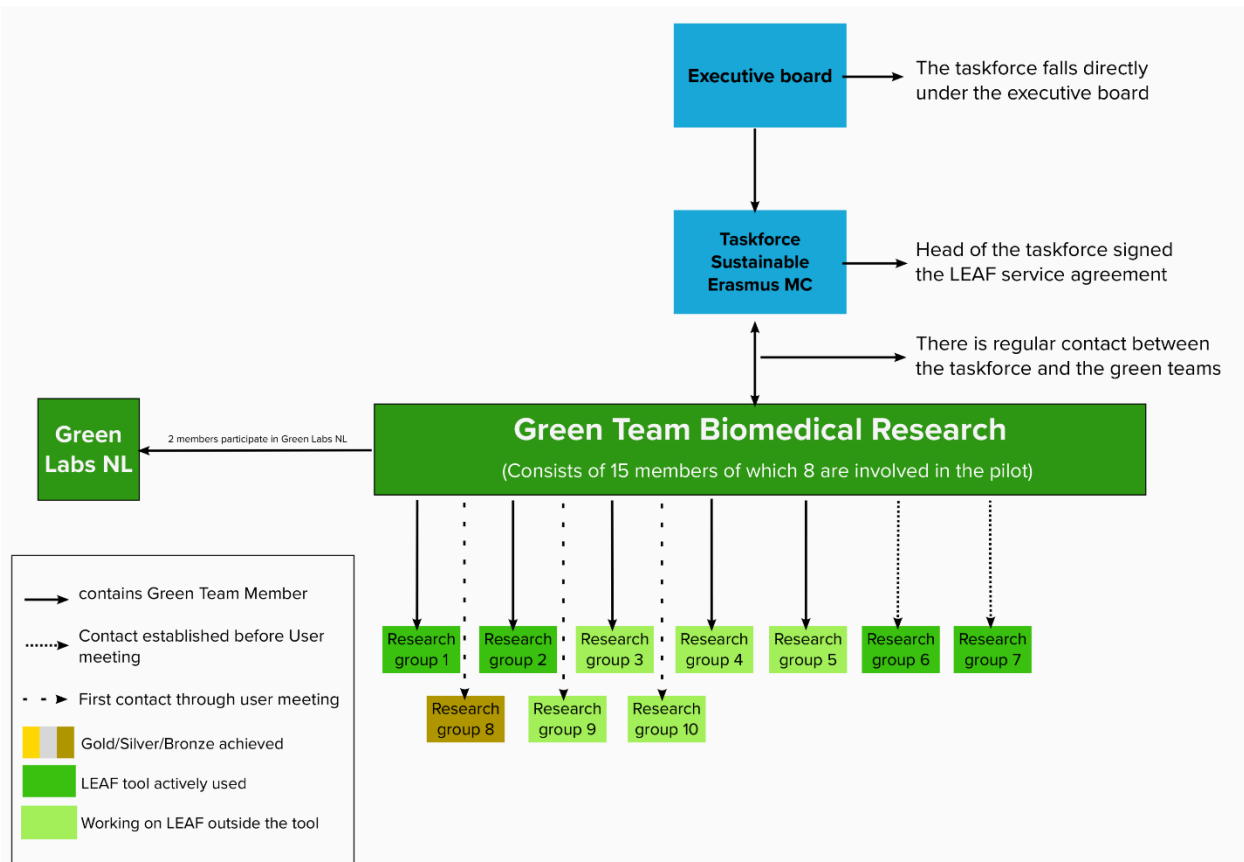 Executive board
The taskforce falls directly
under the executive board
Taskforce
Sustainable
Erasmus MC
Head of the taskforce signed
the LEAF service agreement
There is regular contact between
the taskforce and the green teams
Green
Labs NL
2 members participate in Green Labs NL
Green Team Biomedical Research
(Consists of 15 members of which 8 are involved in the pilot)
Research
group 1
Research
group 2
Research
group 3
Research
group 4
Research
group 5
Research
group 6
Research
group 7
Research
group 8
Research
group 9
Research
group 10
contains Green Team Member
Contact established before User
meeting
First contact through user meeting
Gold/Silver/Bronze achieved
LEAF tool actively used
Working on LEAF outside the tool